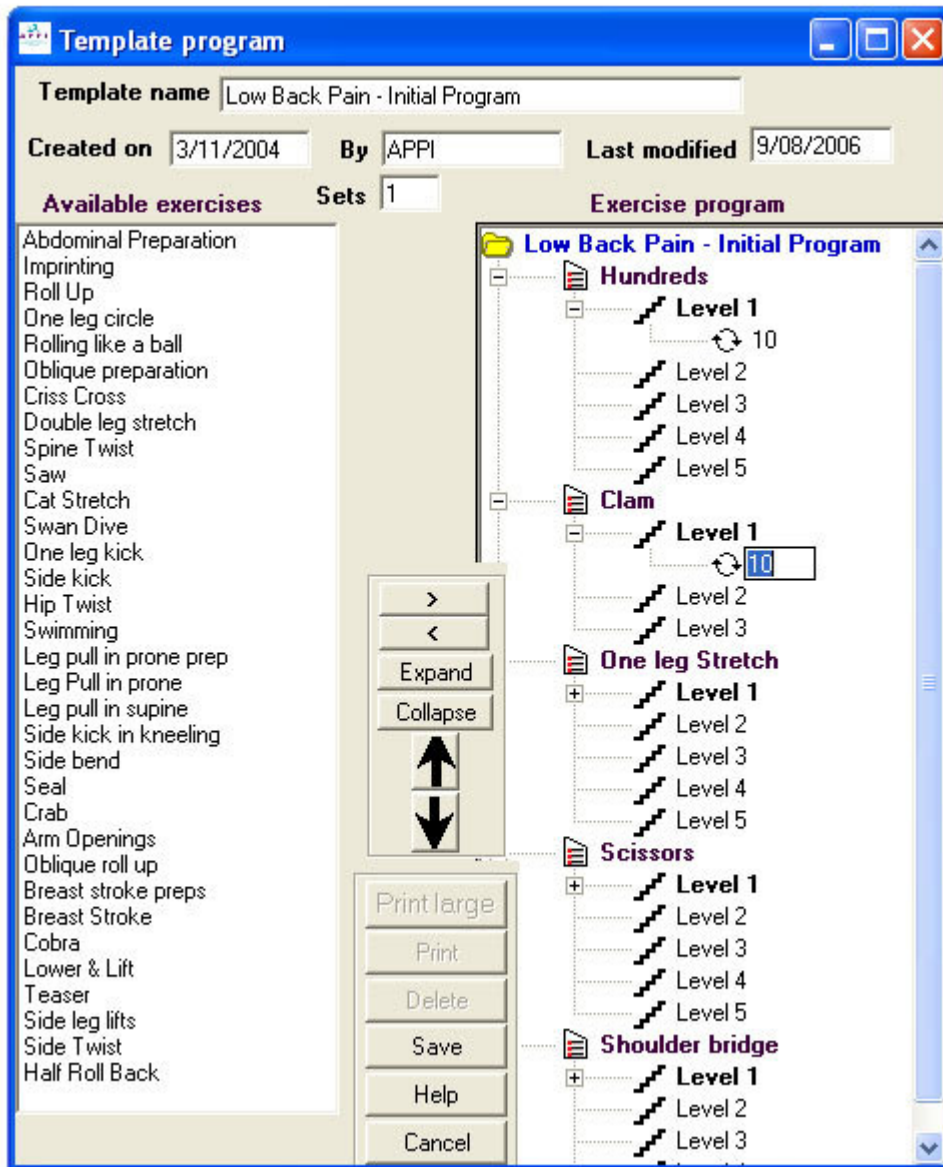 Template program
Template name Low Back Pain - Initial Program
Created on 3/11/2004 By APPI Last modified 9/08/2006
Sets 1
Available exercises
Abdominal Preparation
Imprinting
Roll Up
One leg circle
Rolling like a ball
Oblique preparation
Criss Cross
Double leg stretch
Spine Twist
Saw
Cat Stretch
Swan Dive
One leg kick
Side kick
Hip Twist
Swimming
Leg pull in prone prep
Leg Pull in prone
Leg pull in supine
Side kick in kneeling
Side bend
Seal
Crab
Arm Openings
Oblique roll up
Breast stroke preps
Breast Stroke
Cobra
Lower & Lift
Teaser
Side leg lifts
Side Twist
Half Roll Back
>
<
Expand
Collapse
Print large
Print
Delete
Save
Help
Cancel
Exercise program
Low Back Pain - Initial Program
Hundreds
Level 1
10
Level 2
Level 3
Level 4
Level 5
Clam
Level 1
10
Level 2
Level 3
One leg Stretch
Level 1
Level 2
Level 3
Level 4
Level 5
Scissors
Level 1
Level 2
Level 3
Level 4
Level 5
Shoulder bridge
Level 1
Level 2
Level 3